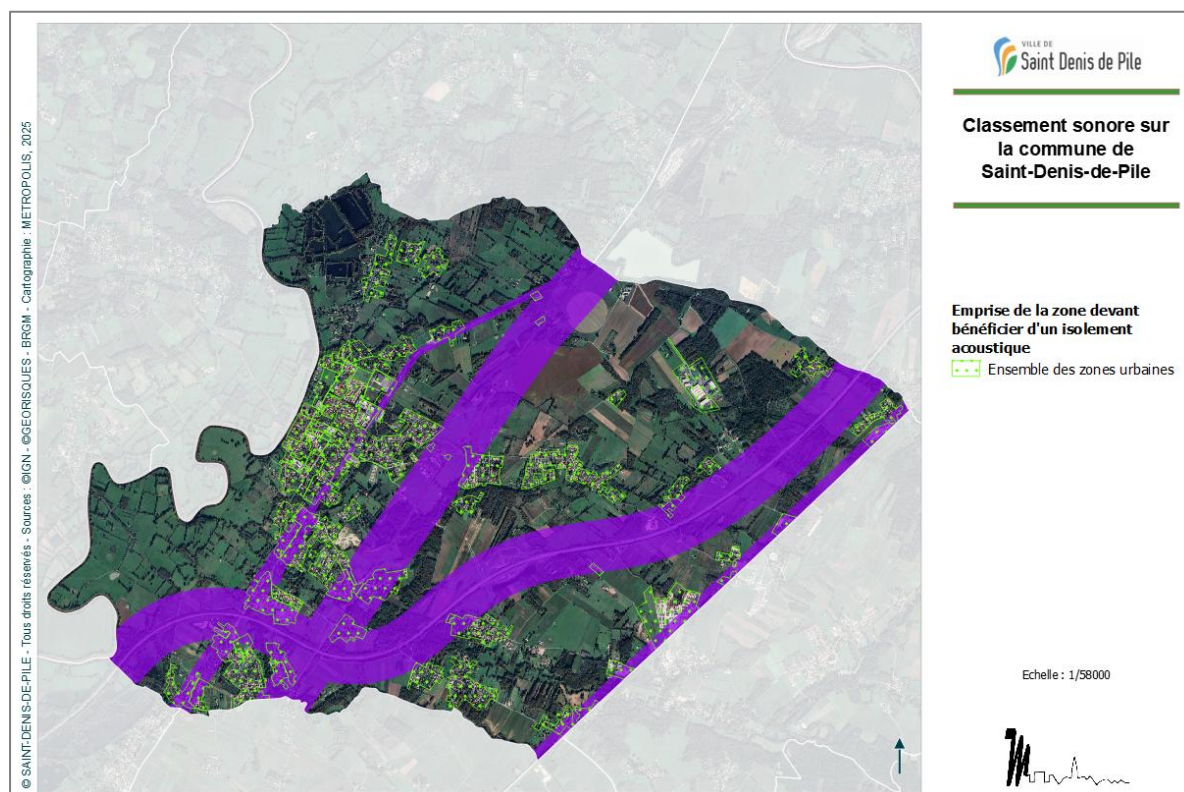 © SAINT-DENIS-DE-PILE - Tous droits réservés - Sources : ©IGN - ©GEORISQUES - BRGM - Cartographie : METROPOLIS, 2025
VILLE DE
Saint Denis de Pile
Classement sonore sur
la commune de
Saint-Denis-de-Pile
Emprise de la zone devant
bénéficier d'un isolement
acoustique
Ensemble des zones urbaines
Echelle : 1/58000